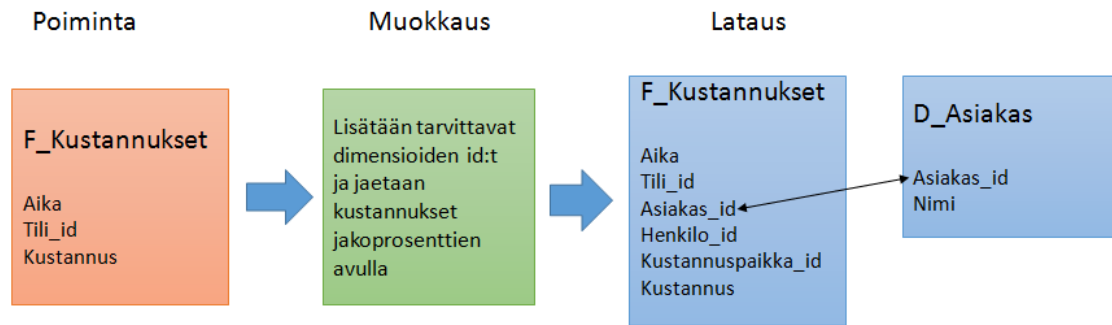 Poiminta
Muokkaus
Lataus
F_Kustannukset
Aika
Tili_id
Kustannus
Lisätään tarvittavat
dimensioiden id:t
ja jaetaan
kustannukset
jakoprosenttien
avulla
F_Kustannukset
Aika
Tili_id
Asiakas_id
Henkilo_id
Kustannuspaikka_id
Kustannus
D_Asiakas
Asiakas_id
Nimi